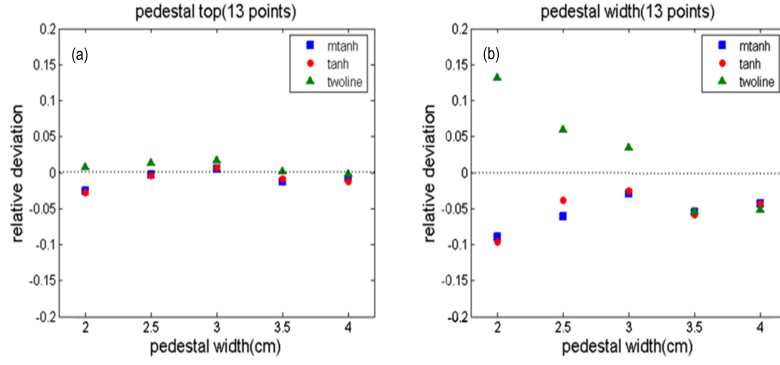 pedestal top(13 points)
(a)
mtanh
tanh
twoline
0.2
0.15
0.1
0.05
0
-0.05
-0.1
-0.15
-0.2
relative deviation
2 2.5 3 3.5 4
pedestal width(cm)
pedestal width(13 points)
(b)
mtanh
tanh
twoline
0.2
0.15
0.1
0.05
0
-0.05
-0.1
-0.15
-0.2
relative deviation
2 2.5 3 3.5 4
pedestal width(cm)